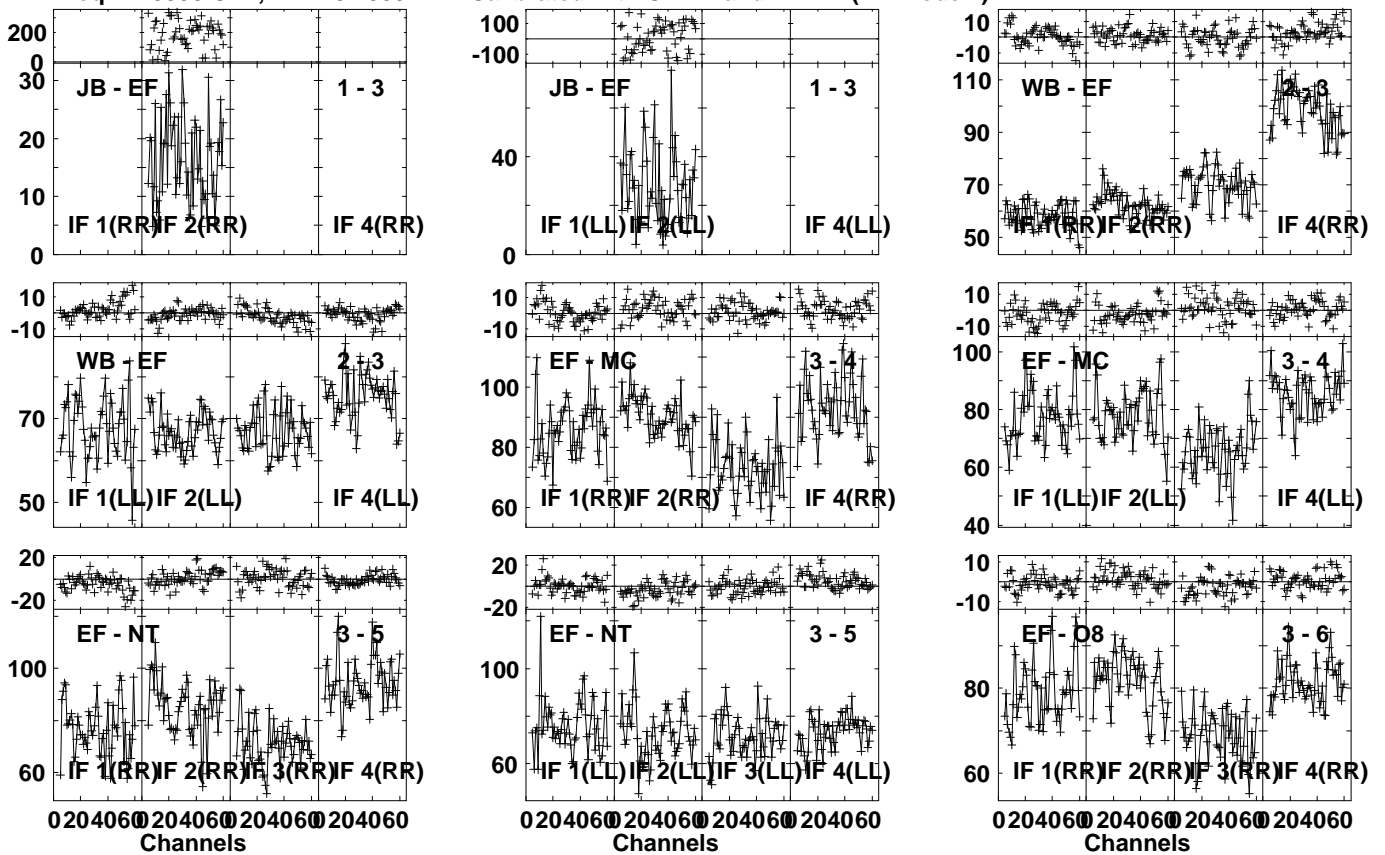 200
0
100
-100
10
-10
JB - EF 1 - 3
30
20
10
0
IF 1(RR) IF 2(RR) IF 4(RR)
JB - EF 1 - 3
40
0
IF 1(LL) IF 2(LL) IF 4(LL)
WB - EF 2 - 3
110
90
70
50
IF 1(RR) IF 2(RR) IF 4(RR)
10
-10
10
-10
10
-10
WB - EF 2 - 3
70
50
IF 1(LL) IF 2(LL) IF 4(LL)
EF - MC 3 - 4
100
80
60
IF 1(RR) IF 2(RR) IF 4(RR)
EF - MC 3 - 4
100
80
60
40
IF 1(LL) IF 2(LL) IF 4(LL)
20
-20
20
-20
10
-10
EF - NT 3 - 5
100
60
IF 1(RR) IF 2(RR) IF 3(RR) IF 4(RR)
EF - NT 3 - 5
100
60
IF 1(LL) IF 2(LL) IF 3(LL) IF 4(LL)
EF - O8 3 - 6
80
60
IF 1(RR) IF 2(RR) IF 3(RR) IF 4(RR)
0 20 40 60 0 20 40 60 0 20 40 60 0 20 40 60
Channels
0 20 40 60 0 20 40 60 0 20 40 60 0 20 40 60
Channels
0 20 40 60 0 20 40 60 0 20 40 60 0 20 40 60
Channels